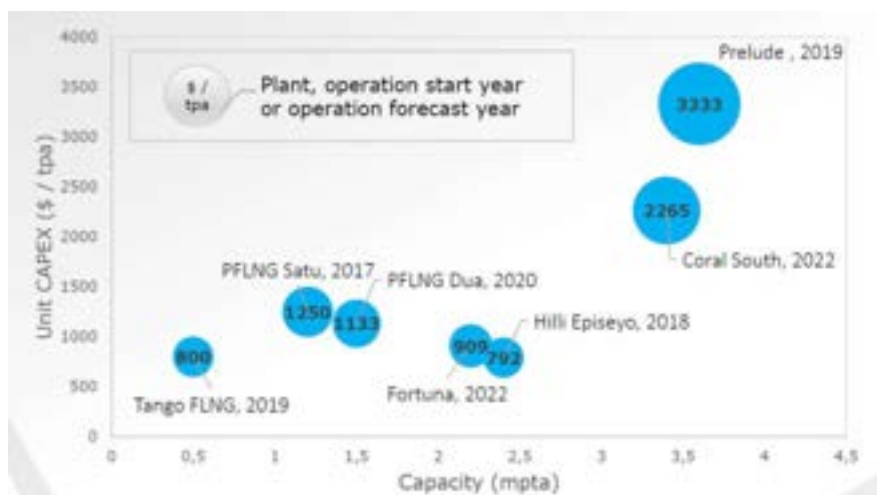 4000
3500
3000
2500
2000
1500
1000
500
0
Unit CAPEX ($ / tpa)
$ /
tpa
Plant, operation start year
or operation forecast year
Prelude , 2019
3333
2265
Coral South, 2022
PFLNG Satu, 2017
1250
PFLNG Dua, 2020
1133
Hilli Episeyo, 2018
909
792
Fortuna, 2022
800
Tango FLNG, 2019
0
0,5
1
1,5
2
2,5
3
3,5
4
4,5
Capacity (mpta)